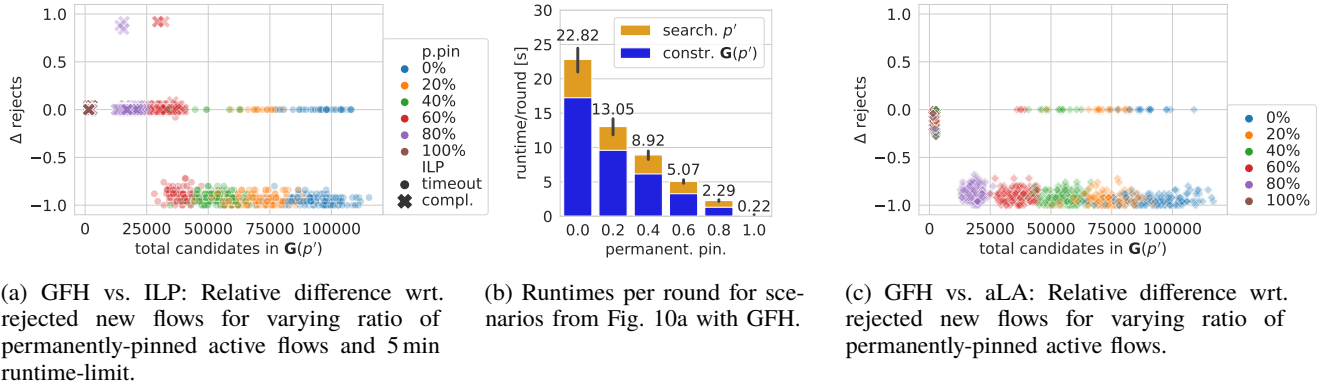 1.0
0.5
0.0
−0.5
−1.0
Δ rejects
0
25000
50000
75000
100000
total candidates in G(p′)
p.pin
0%
20%
40%
60%
80%
100%
ILP
timeout
compl.
30
25
20
15
10
5
0
runtime/round [s]
search. p′
constr. G(p′)
22.82
13.05
8.92
5.07
2.29
0.22
0.0
0.2
0.4
0.6
0.8
1.0
permanent. pin.
1.0
0.5
0.0
−0.5
−1.0
Δ rejects
0
25000
50000
75000
100000
total candidates in G(p′)
0%
20%
40%
60%
80%
100%
(a) GFH vs. ILP: Relative difference wrt.
rejected new flows for varying ratio of
permanently-pinned active flows and 5 min
runtime-limit.
(b) Runtimes per round for sce-
narios from Fig. 10a with GFH.
(c) GFH vs. aLA: Relative difference wrt.
rejected new flows for varying ratio of
permanently-pinned active flows.